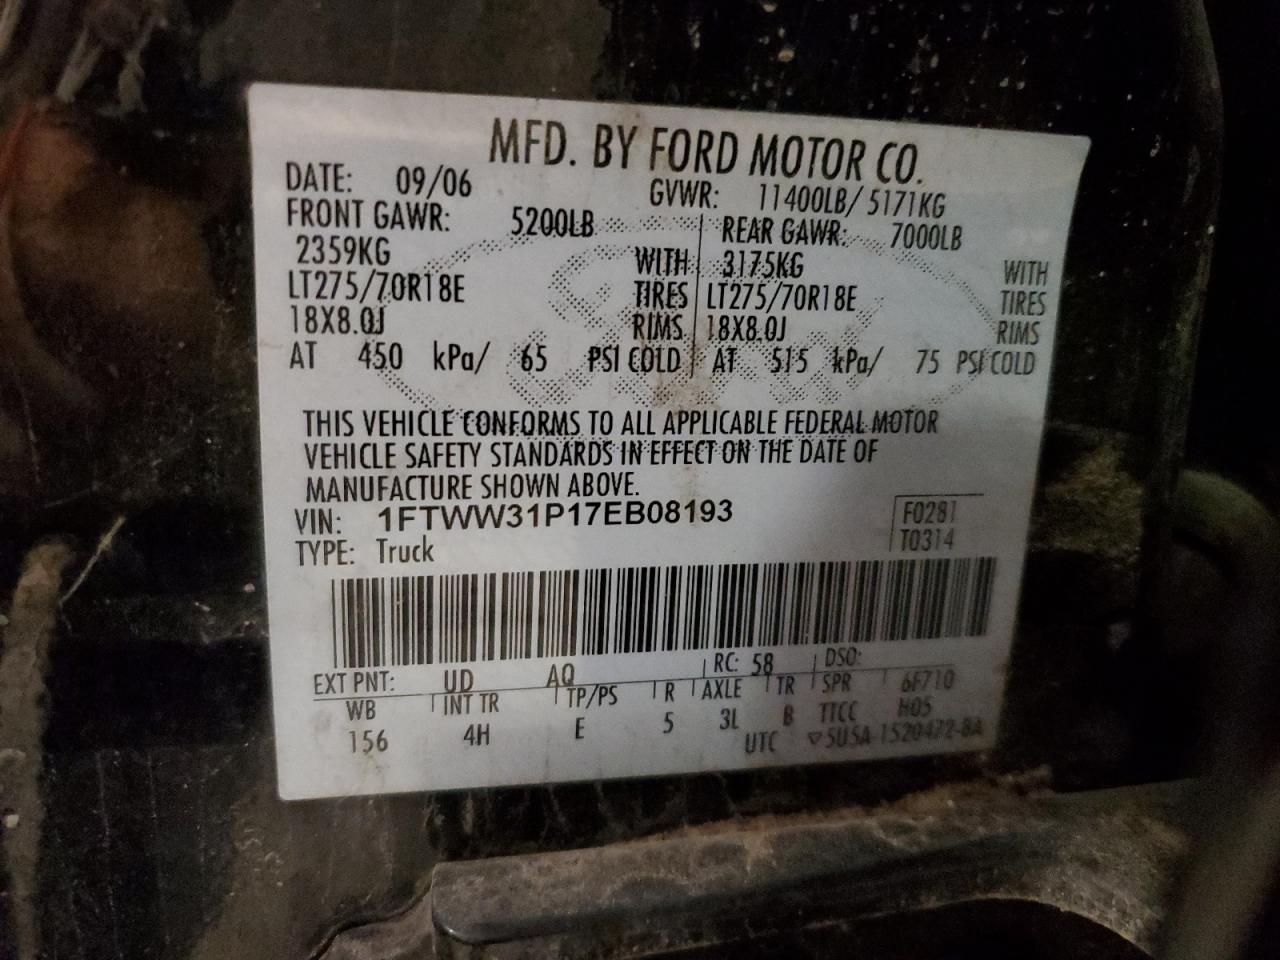 MFD. BY FORD MOTOR CO.
DATE: 09/06 GVWR: 11400LB/ 5171KG
FRONT GAWR: 5200LB REAR GAWR: 7000LB
2359KG WITH 3175KG WITH
LT275/70R18E TIRES LT275/70R18E TIRES
18X8.0J RIMS 18X8.0J RIMS
AT 450 kPa/ 65 PSI COLD AT 515 kPa/ 75 PSI COLD
THIS VEHICLE CONFORMS TO ALL APPLICABLE FEDERAL MOTOR
VEHICLE SAFETY STANDARDS IN EFFECT ON THE DATE OF
MANUFACTURE SHOWN ABOVE.
VIN: 1FTWW31P17EB08193 F0281
TYPE: Truck T0314
EXT PNT: UD AQ RC: 58 DSO:
WB INT TR TP/PS R AXLE TR SPR 6F710
156 4H E 5 3L B TTCC H05
UTC ▽5U5A-1520472-BA